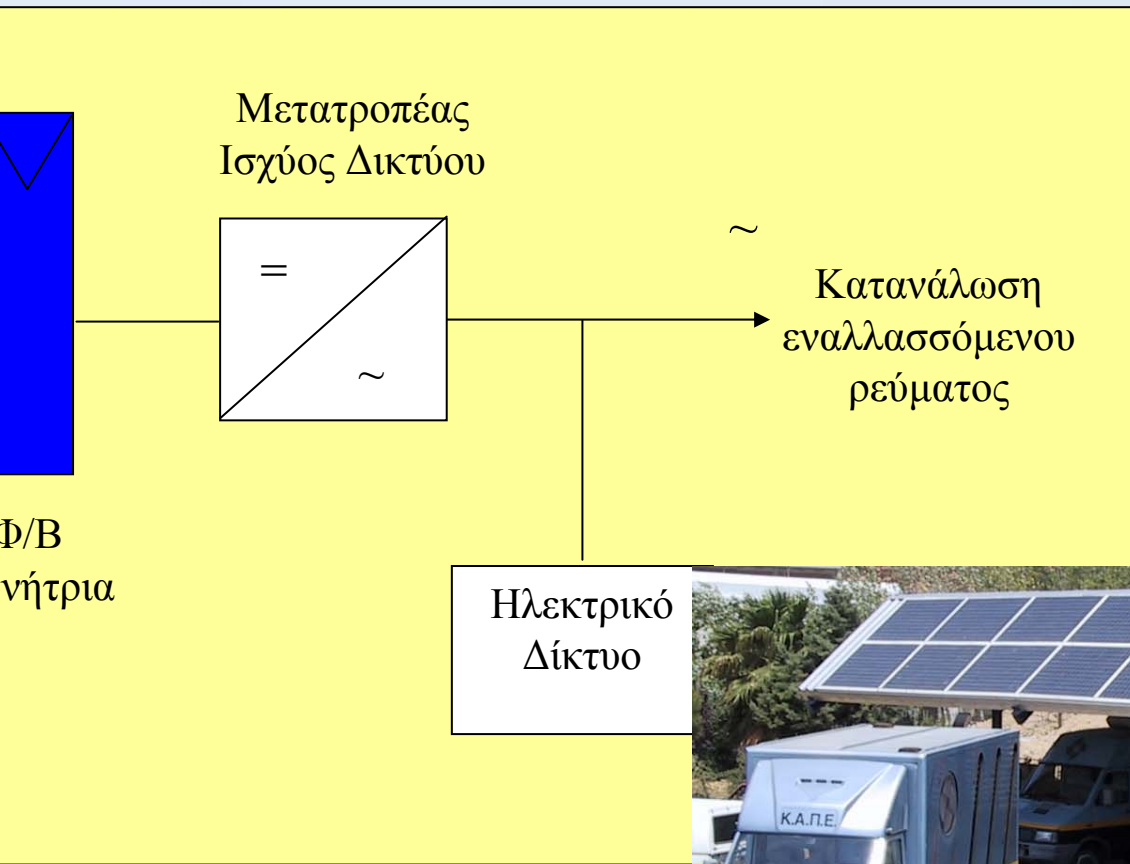 Μετατροπέας
Ισχύος Δικτύου
=
~
~
Κατανάλωση
εναλλασσόμενου
ρεύματος
Φ/Β
νήτρια
Ηλεκτρικό
Δίκτυο
Κ.Α.Π.Ε.